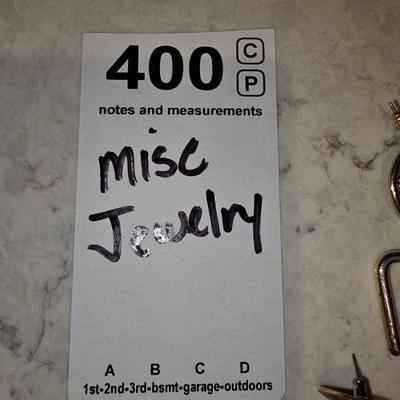 400 C
P
notes and measurements
misc
Jewelry
A B C D
1st-2nd-3rd-bsmt-garage-outdoors